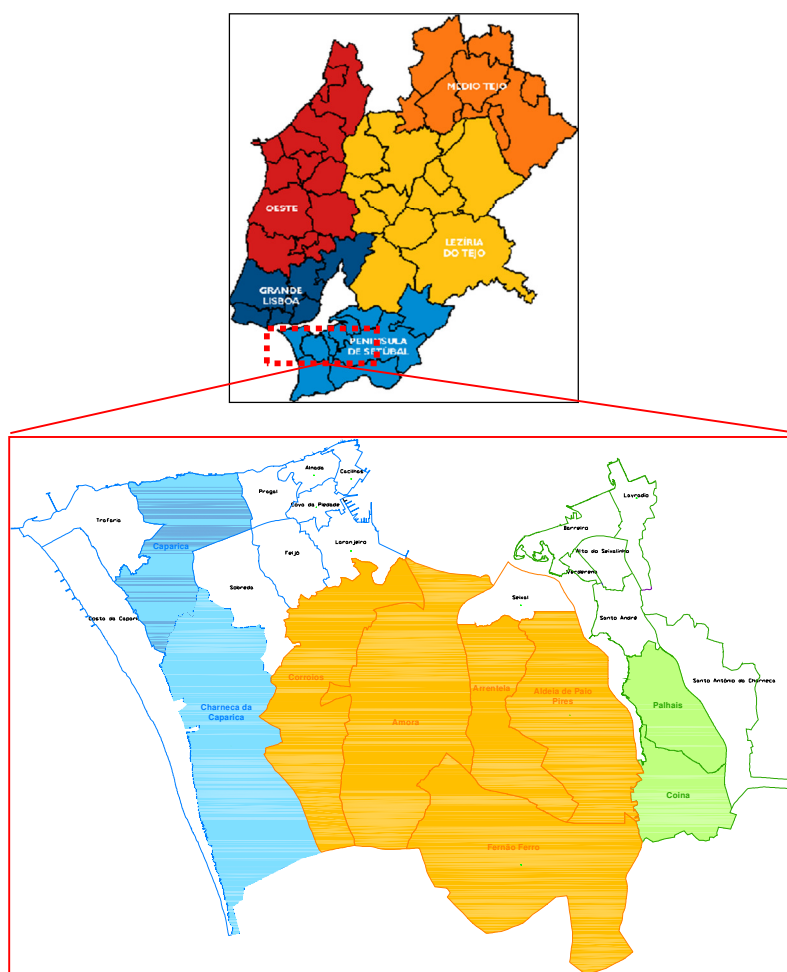 MÉDIO TEJO
OESTE
LEZÍRIA
DO TEJO
GRANDE
LISBOA
PENÍNSULA
DE SETÚBAL
Almada
Cacilhas
Pragal
Cova da Piedade
Trafaria
Caparica
Feijó
Laranjeiro
Sobreda
Costa da Capari
Lavradio
Barreiro
Alto do Seixalinho
Verderena
Seixal
Santo André
Santo António da Charneca
Corroios
Arrentela
Aldeia de Paio
Pires
Palhais
Charneca da
Caparica
Amora
Coina
Fernão Ferro